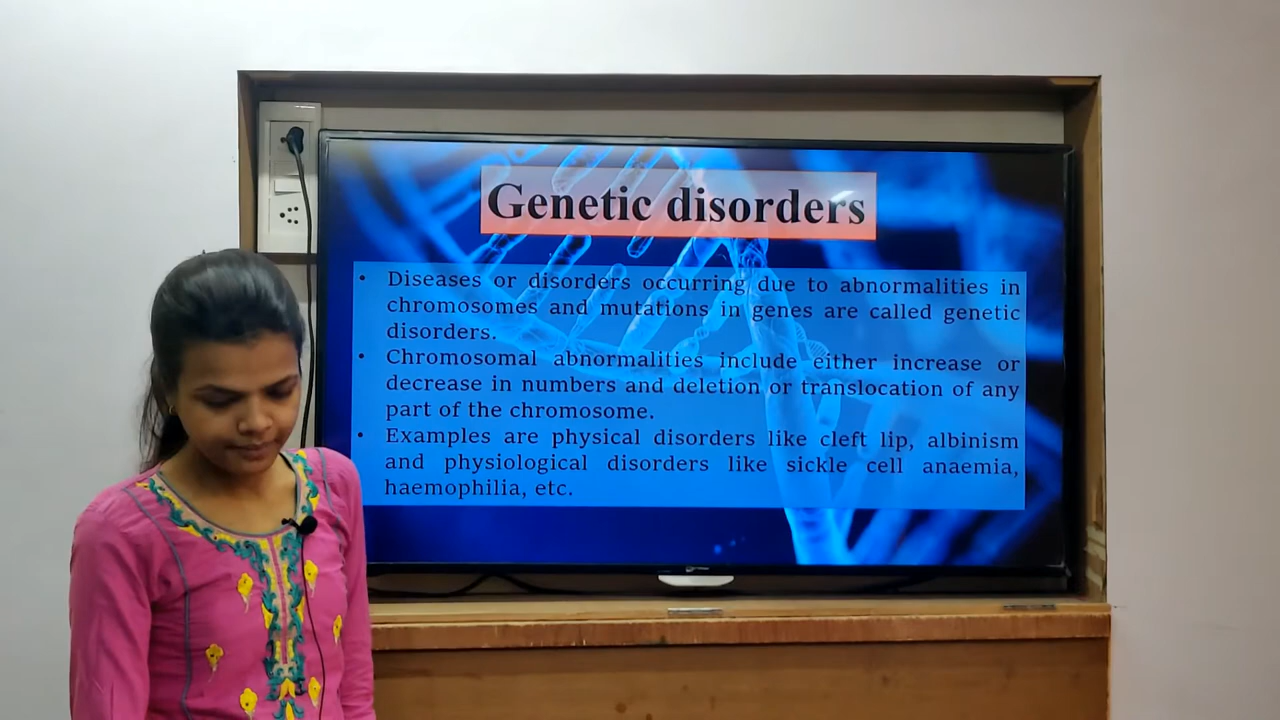 Genetic disorders
• Diseases or disorders occurring due to abnormalities in
chromosomes and mutations in genes are called genetic
disorders.
• Chromosomal abnormalities include either increase or
decrease in numbers and deletion or translocation of any
part of the chromosome.
• Examples are physical disorders like cleft lip, albinism
and physiological disorders like sickle cell anaemia,
haemophilia, etc.